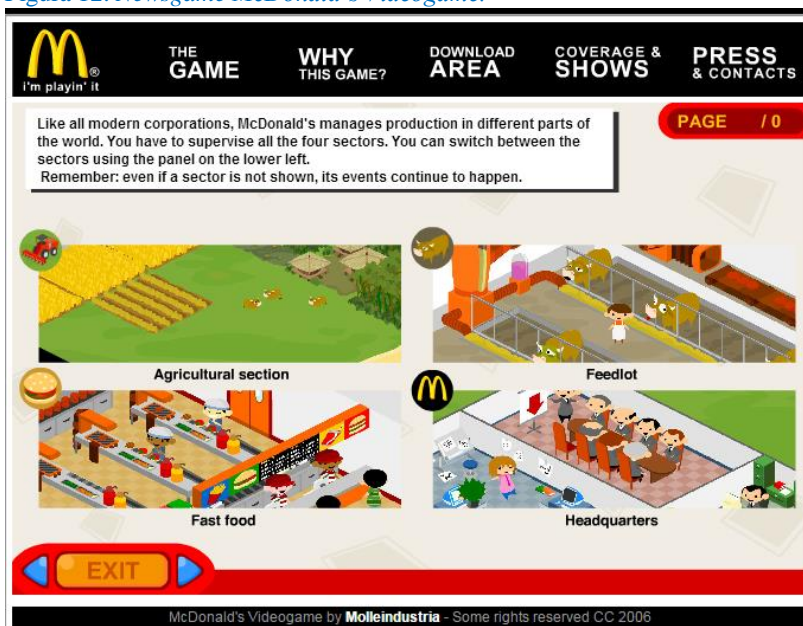 Figura 12. Newsgame McDonald's Videogame.
i'm playin' it
THE
GAME
WHY
THIS GAME?
DOWNLOAD
AREA
COVERAGE &
SHOWS
PRESS
& CONTACTS
Like all modern corporations, McDonald's manages production in different parts of
the world. You have to supervise all the four sectors. You can switch between the
sectors using the panel on the lower left.
Remember: even if a sector is not shown, its events continue to happen.
PAGE / 0
Agricultural section
Feedlot
Fast food
Headquarters
EXIT
McDonald's Videogame by Molleindustria - Some rights reserved CC 2006